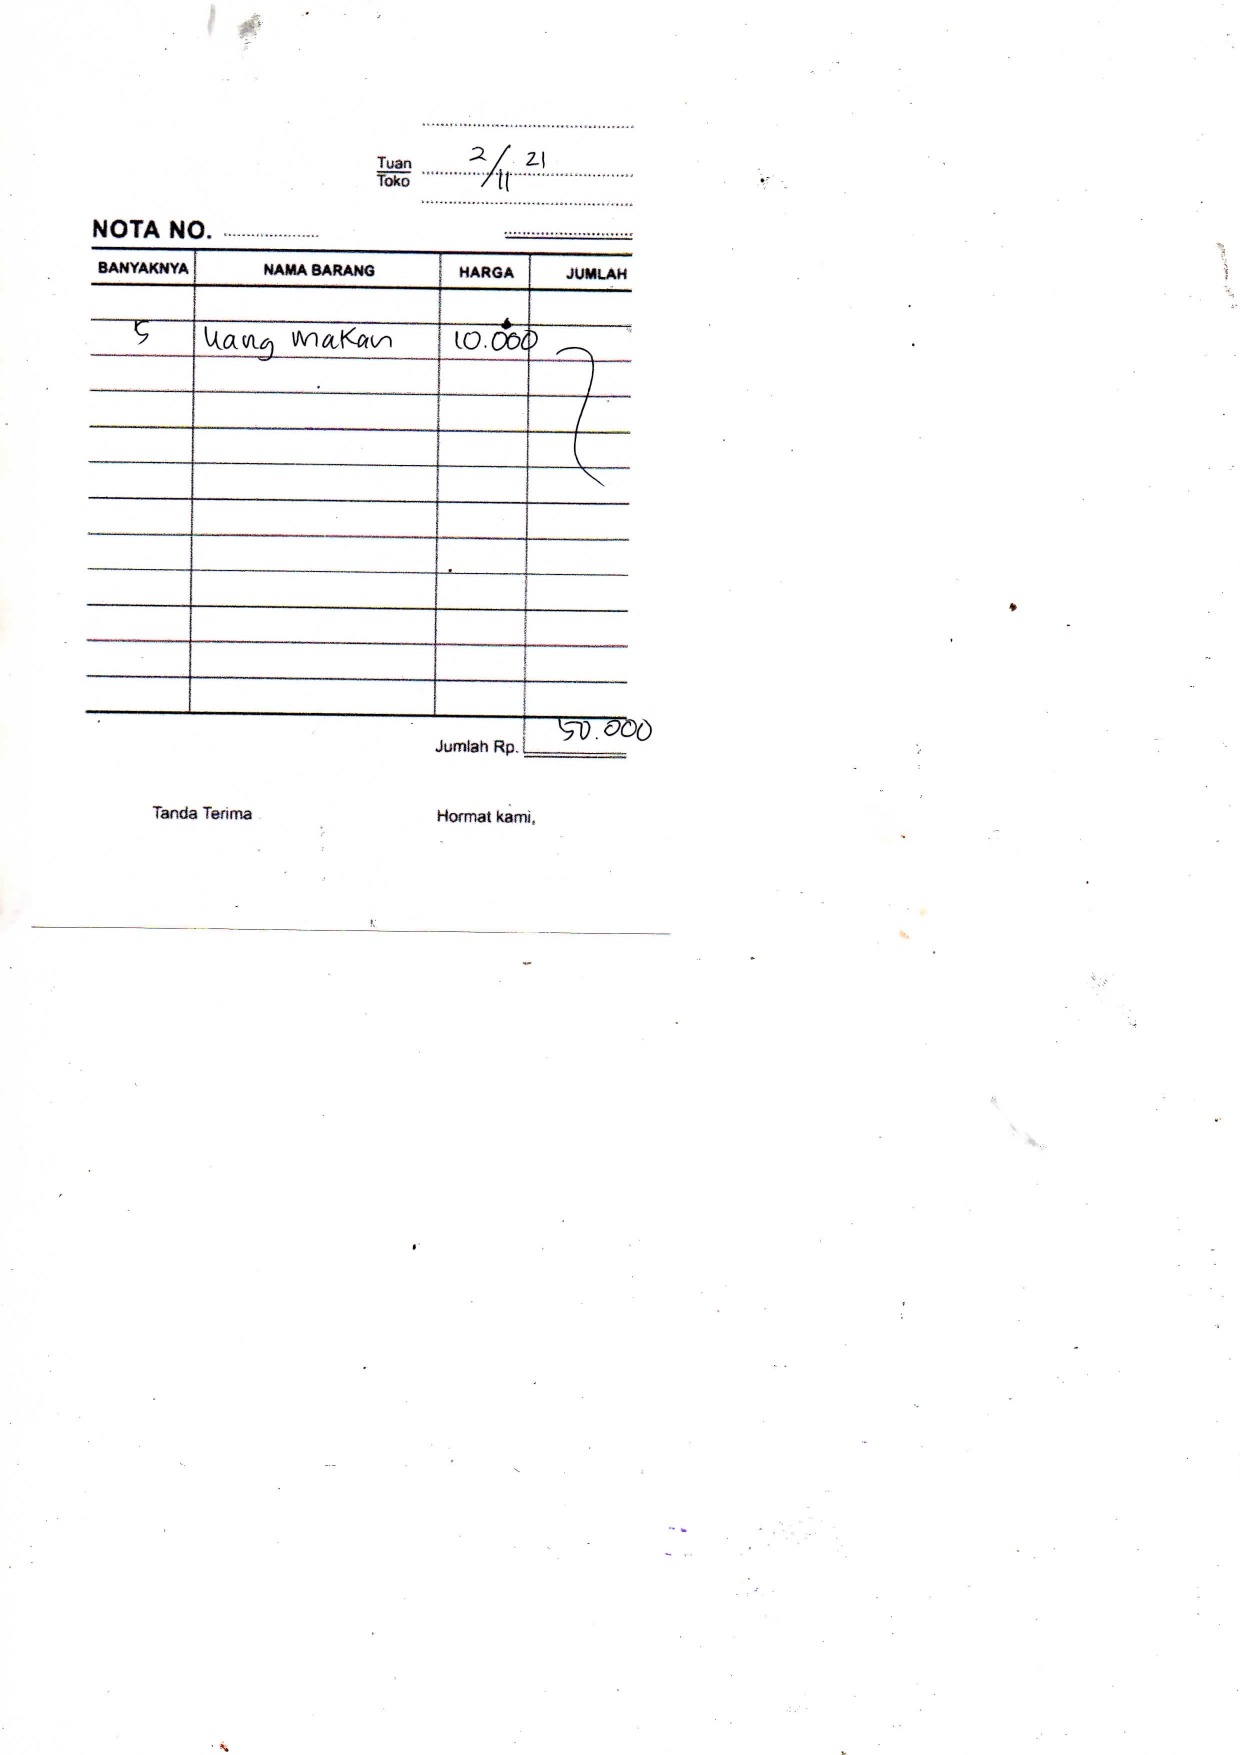 2/11 21
Tuan
Toko
NOTA NO.
BANYAKNYA NAMA BARANG HARGA JUMLAH
5 Uang makan 10.000
50.000
Jumlah Rp.
Tanda Terima Hormat kami,